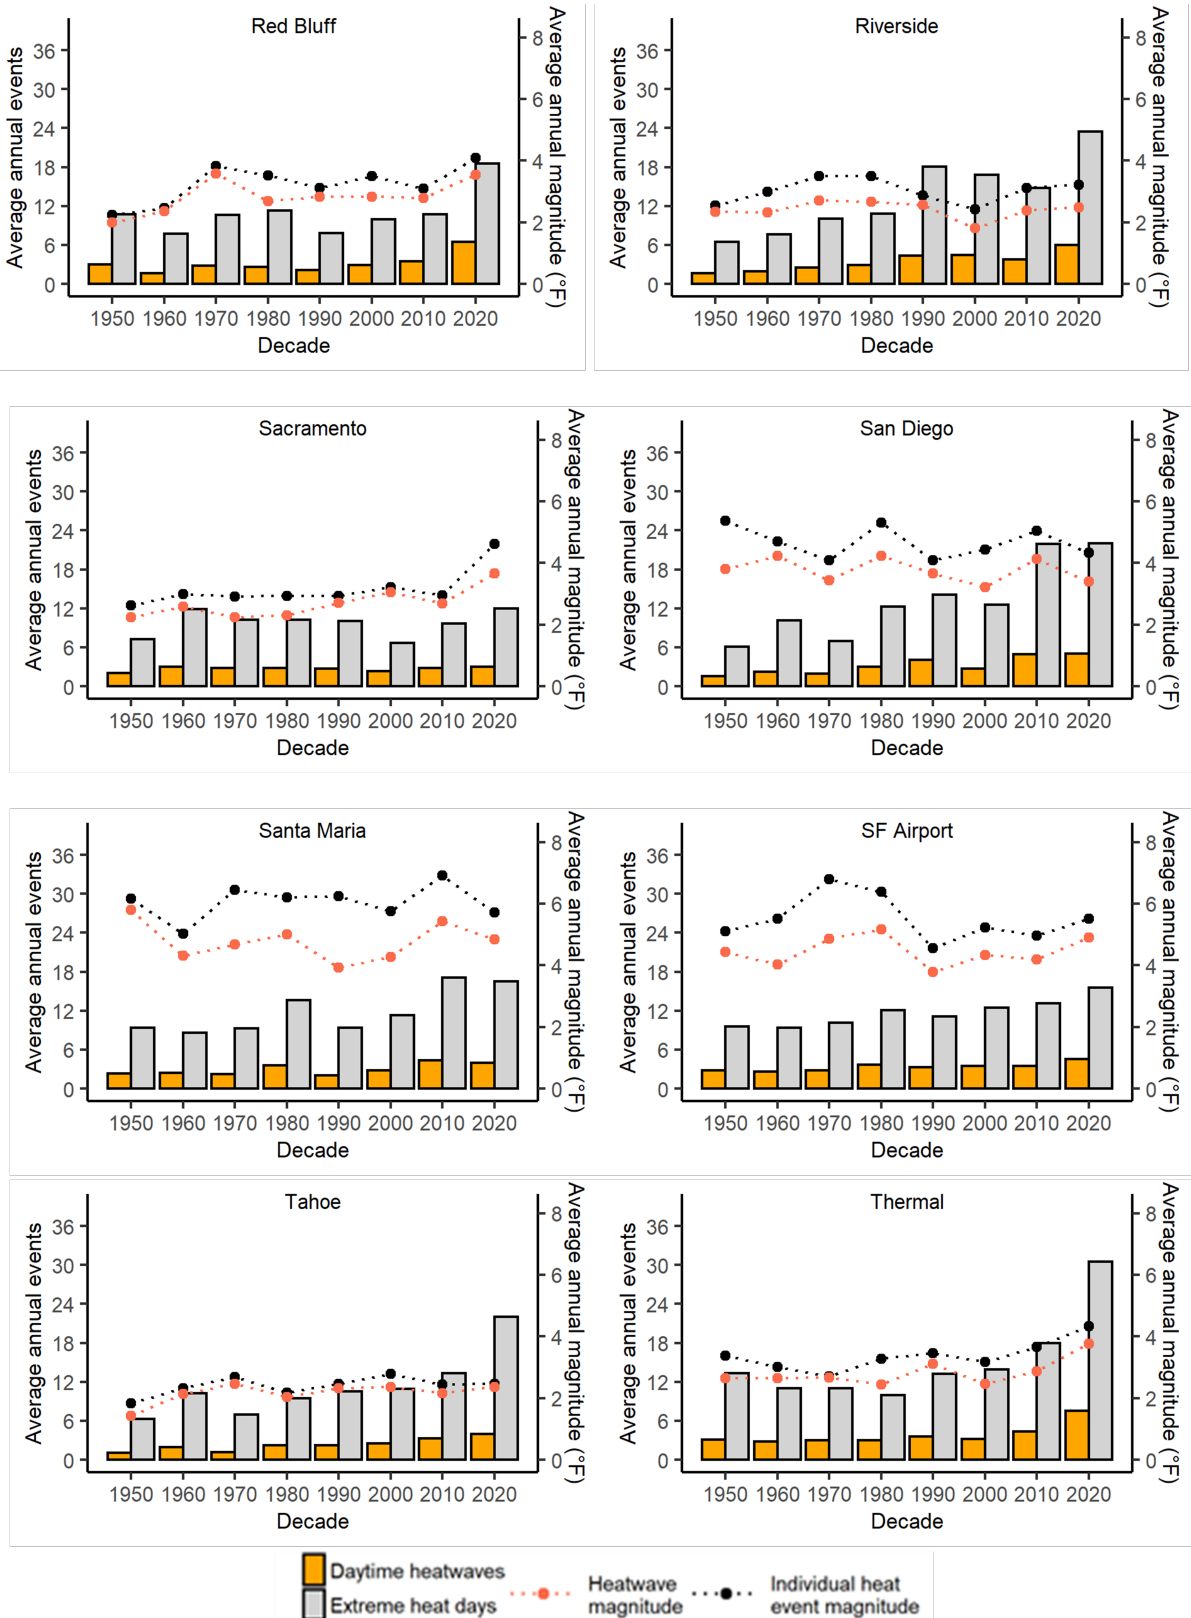 Red Bluff
Average annual events
36
30
24
18
12
6
0
8
6
4
2
0
Average annual magnitude (°F)
1950 1960 1970 1980 1990 2000 2010 2020
Decade
Riverside
Average annual events
36
30
24
18
12
6
0
8
6
4
2
0
Average annual magnitude (°F)
1950 1960 1970 1980 1990 2000 2010 2020
Decade
Sacramento
Average annual events
36
30
24
18
12
6
0
8
6
4
2
0
Average annual magnitude (°F)
1950 1960 1970 1980 1990 2000 2010 2020
Decade
San Diego
Average annual events
36
30
24
18
12
6
0
8
6
4
2
0
Average annual magnitude (°F)
1950 1960 1970 1980 1990 2000 2010 2020
Decade
Santa Maria
Average annual events
36
30
24
18
12
6
0
8
6
4
2
0
Average annual magnitude (°F)
1950 1960 1970 1980 1990 2000 2010 2020
Decade
SF Airport
Average annual events
36
30
24
18
12
6
0
8
6
4
2
0
Average annual magnitude (°F)
1950 1960 1970 1980 1990 2000 2010 2020
Decade
Tahoe
Average annual events
36
30
24
18
12
6
0
8
6
4
2
0
Average annual magnitude (°F)
1950 1960 1970 1980 1990 2000 2010 2020
Decade
Thermal
Average annual events
36
30
24
18
12
6
0
8
6
4
2
0
Average annual magnitude (°F)
1950 1960 1970 1980 1990 2000 2010 2020
Decade
Daytime heatwaves
Extreme heat days
Heatwave
magnitude
Individual heat
event magnitude